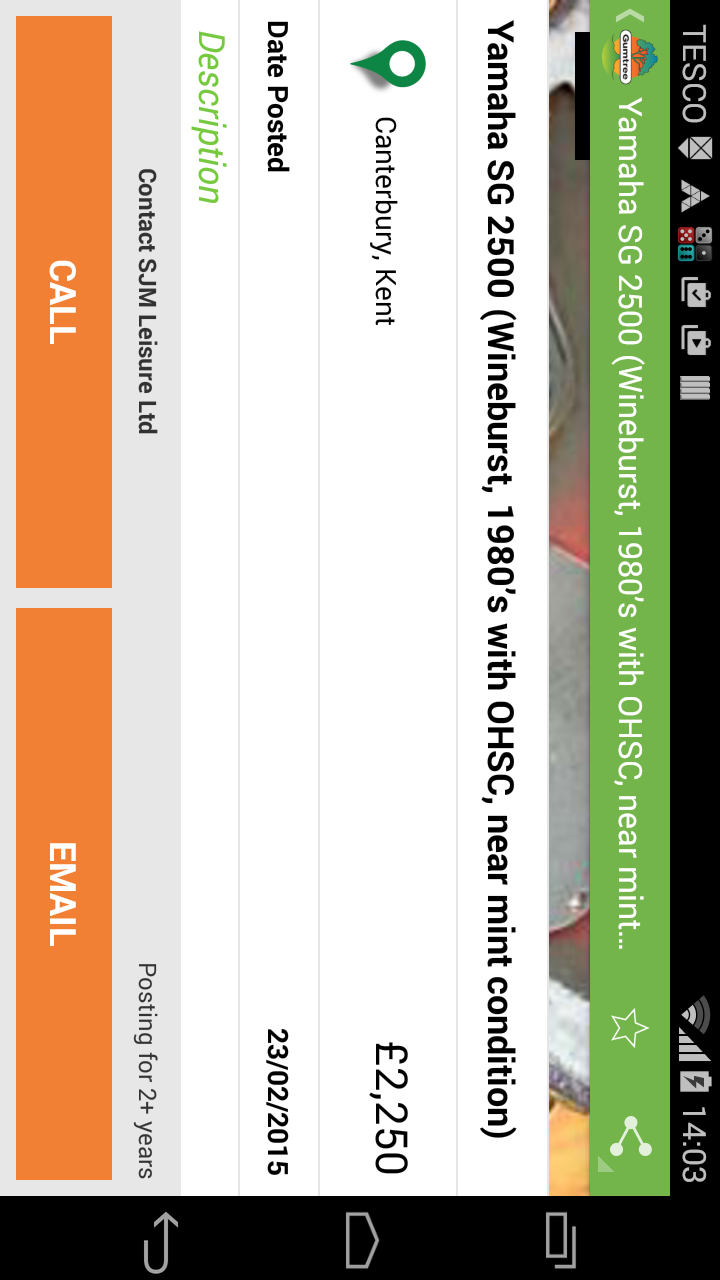 TESCO 14:03
Gumtree
Yamaha SG 2500 (Wineburst, 1980's with OHSC, near mint...
Yamaha SG 2500 (Wineburst, 1980's with OHSC, near mint condition)
Canterbury, Kent £2,250
Date Posted 23/02/2015
Description
Contact SJM Leisure Ltd Posting for 2+ years
CALL EMAIL